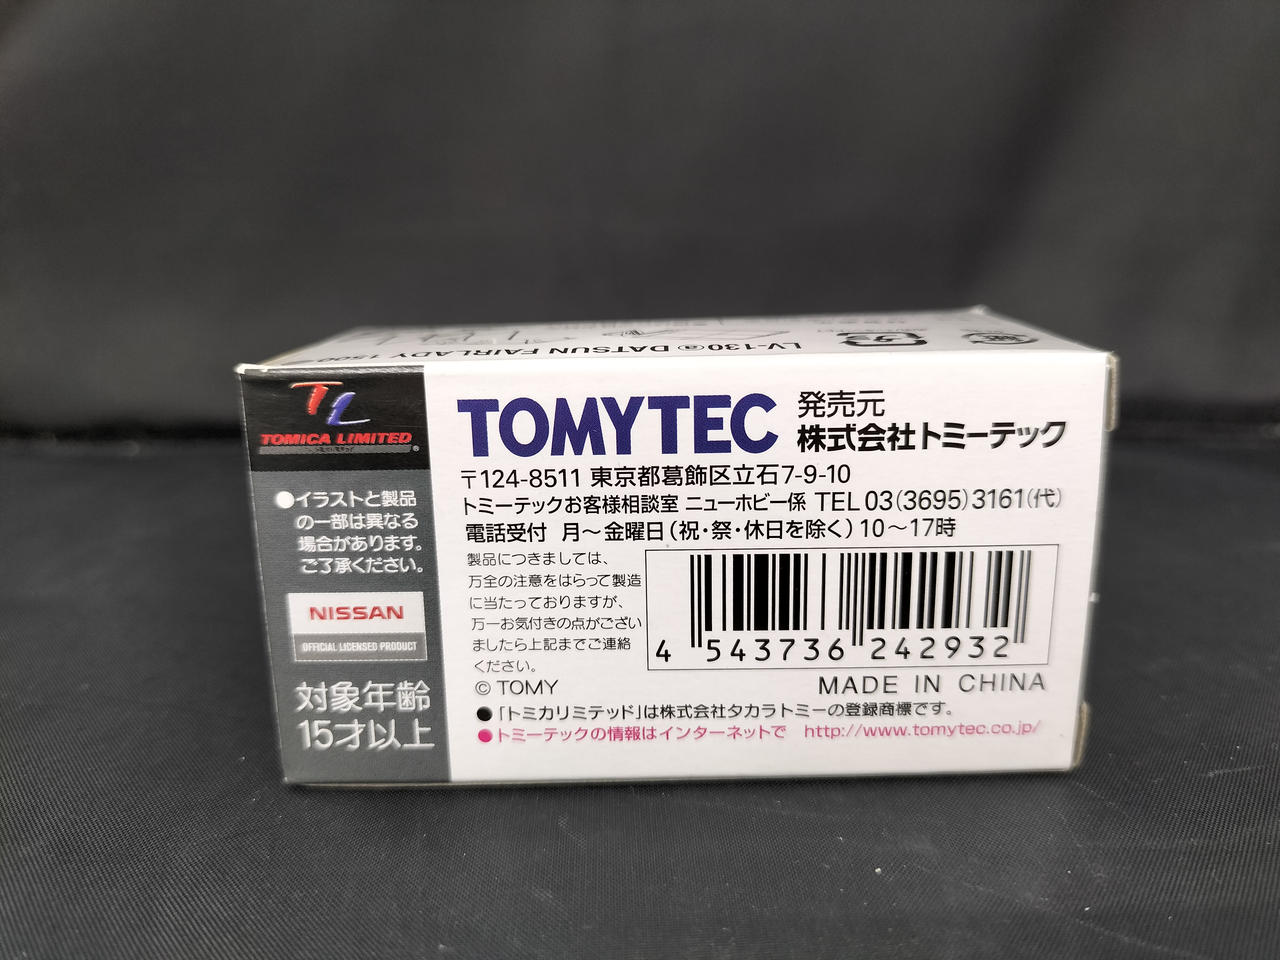 LV-130ⓐ DATSUN FAIRLADY 1500
TL
TOMICA LIMITED
●イラストと製品
の一部は異なる
場合があります。
ご了承ください。
NISSAN
OFFICIAL LICENSED PRODUCT
対象年齢
15才以上
TOMYTEC
発売元
株式会社トミーテック
〒124-8511 東京都葛飾区立石7-9-10
トミーテックお客様相談室 ニューホビー係 TEL 03(3695)3161(代)
電話受付 月〜金曜日(祝・祭・休日を除く)10〜17時
製品につきましては、
万全の注意をはらって製造
に当たっておりますが、
万一お気付きの点がござい
ましたら上記までご連絡
ください。
4 543736 242932
© TOMY
MADE IN CHINA
●「トミカリミテッド」は株式会社タカラトミーの登録商標です。
●トミーテックの情報はインターネットで http://www.tomytec.co.jp/